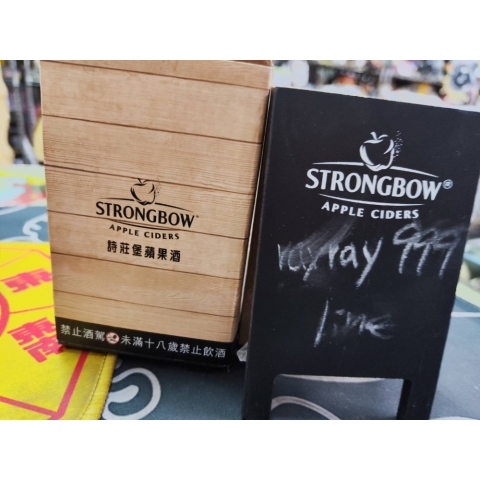 STRONGBOW
APPLE CIDERS
詩莊堡蘋果酒
禁止酒駕 未滿十八歲禁止飲酒
STRONGBOW®
APPLE CIDERS
rayray 999
line